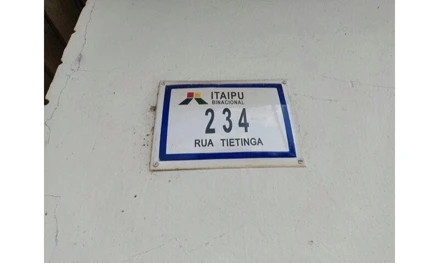 ITAIPU
BINACIONAL
234
RUA TIETINGA